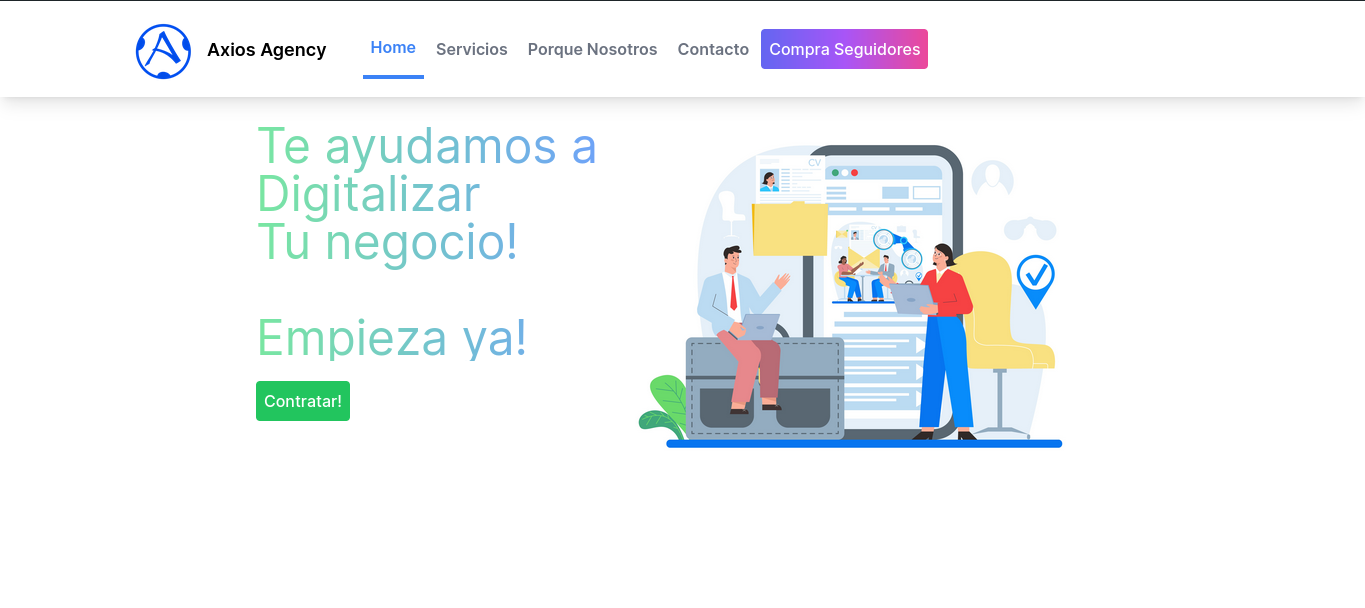 Axios Agency
Home
Servicios
Porque Nosotros
Contacto
Compra Seguidores
Te ayudamos a
Digitalizar
Tu negocio!
Empieza ya!
Contratar!
CV